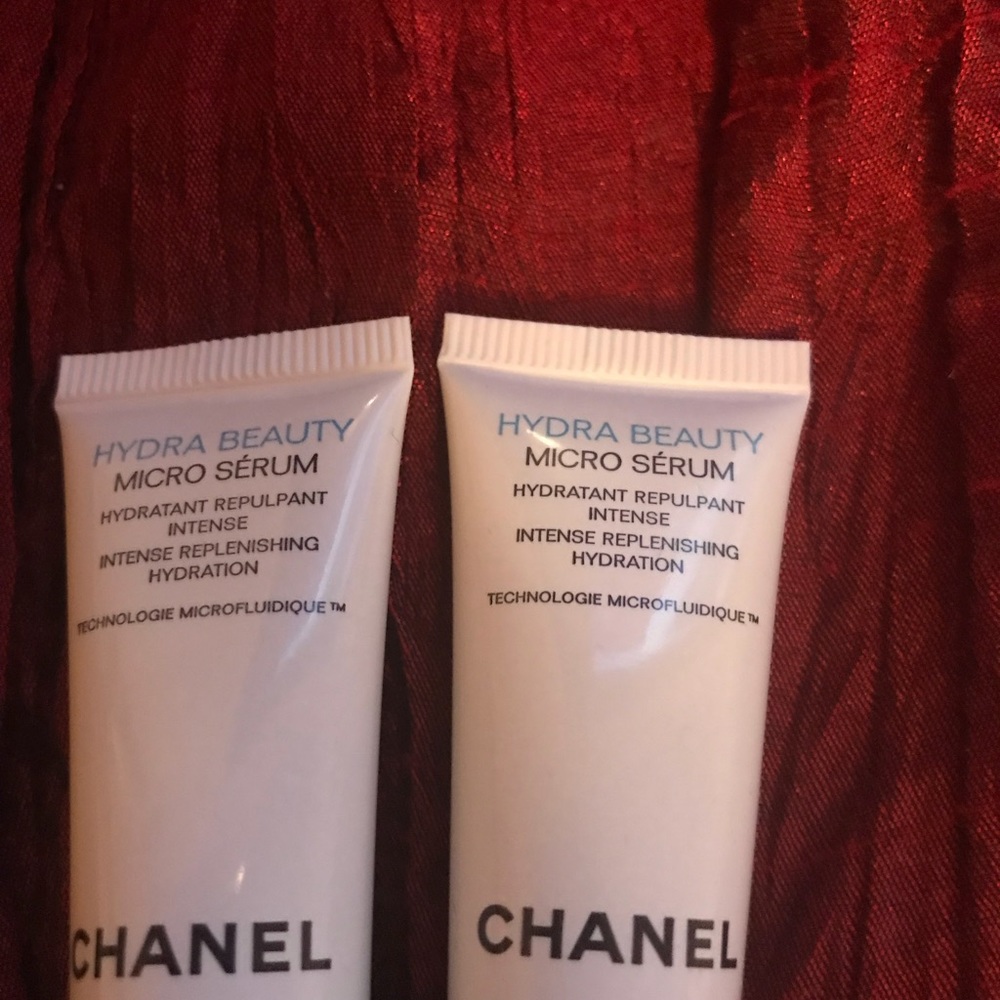 HYDRA BEAUTY
MICRO SÉRUM
HYDRATANT REPULPANT
INTENSE
INTENSE REPLENISHING
HYDRATION
TECHNOLOGIE MICROFLUIDIQUE™
CHANEL
HYDRA BEAUTY
MICRO SÉRUM
HYDRATANT REPULPANT
INTENSE
INTENSE REPLENISHING
HYDRATION
TECHNOLOGIE MICROFLUIDIQUE™
CHANEL